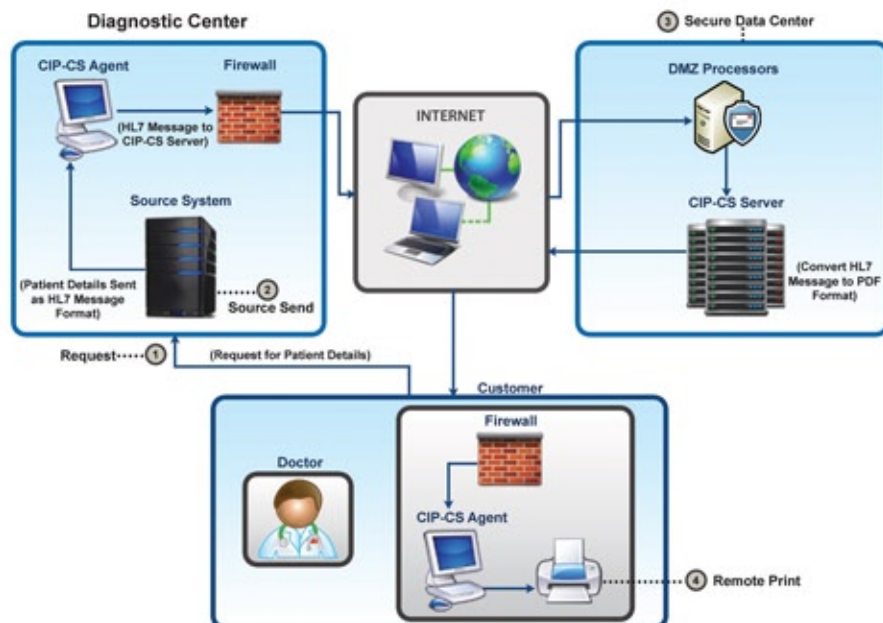 Diagnostic Center
CIP-CS Agent
Firewall
(HL7 Message to
CIP-CS Server)
Source System
(Patient Details Sent
as HL7 Message
Format)
2
Source Send
INTERNET
3 Secure Data Center
DMZ Processors
CIP-CS Server
(Convert HL7
Message to PDF
Format)
Request 1
(Request for Patient Details)
Customer
Doctor
Firewall
CIP-CS Agent
4 Remote Print